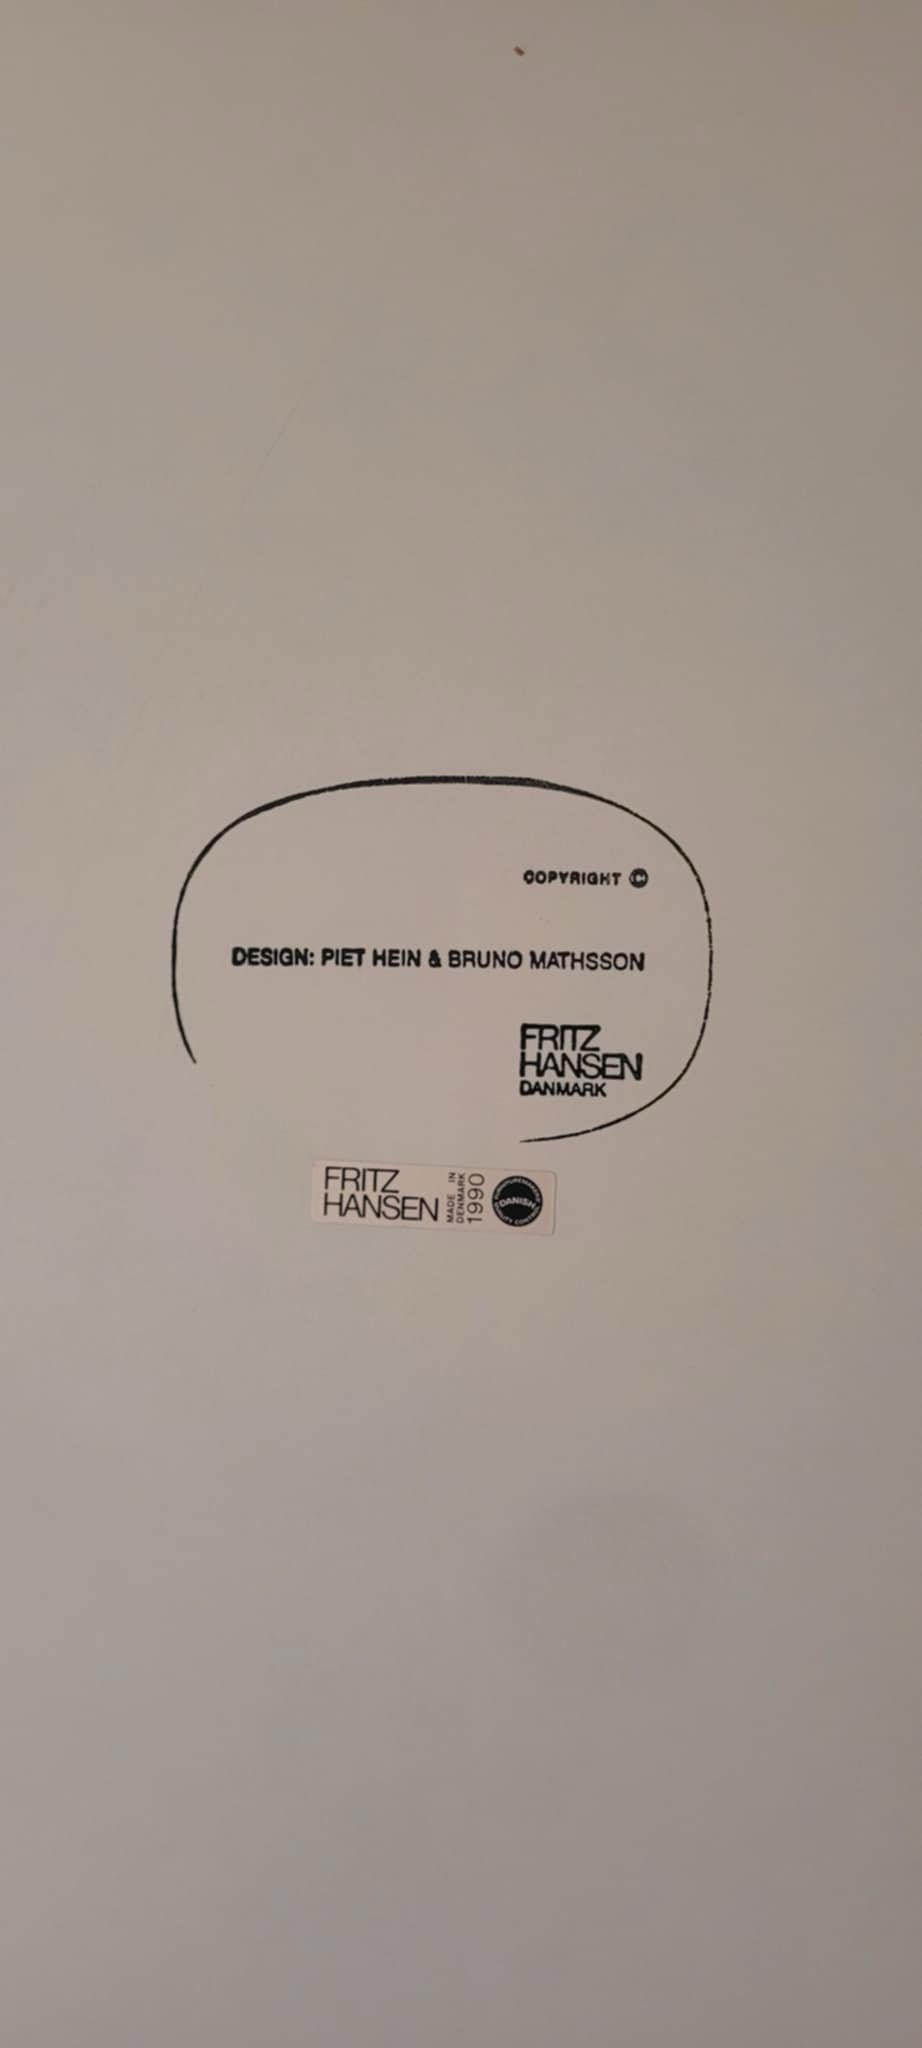 COPYRIGHT ©
DESIGN: PIET HEIN & BRUNO MATHSSON
FRITZ
HANSEN
DANMARK
FRITZ
HANSEN
MADE IN
DENMARK
1990
DANISH